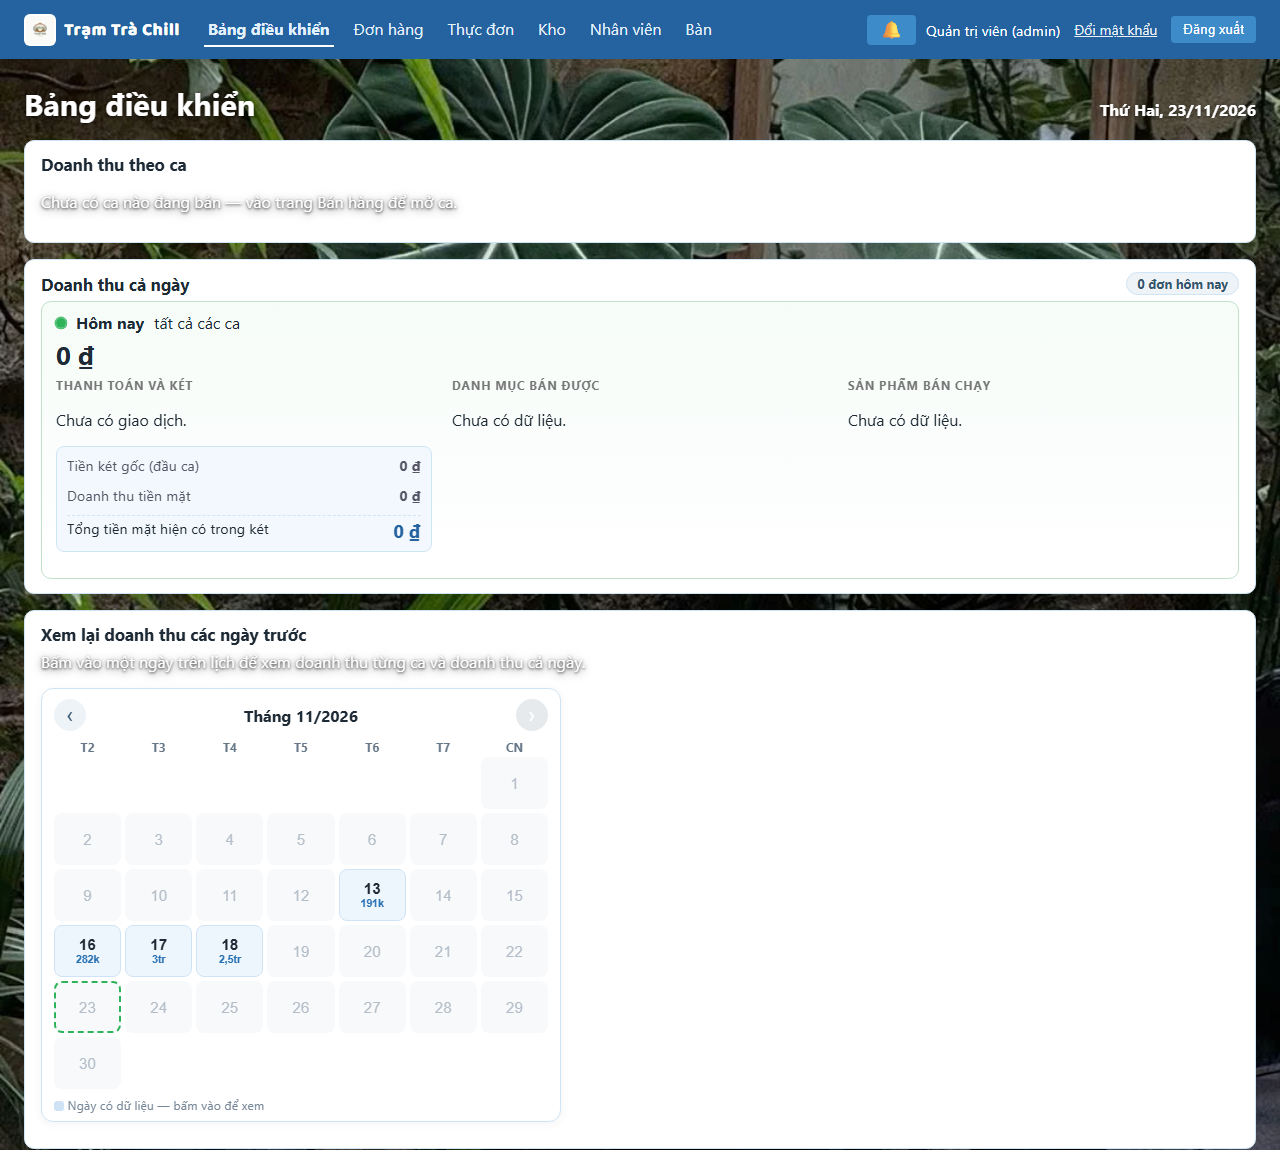 Trạm Trà Chill
Bảng điều khiển
Đơn hàng
Thực đơn
Kho
Nhân viên
Bàn
Quản trị viên (admin)
Đổi mật khẩu
Đăng xuất
Bảng điều khiển
Thứ Hai, 23/11/2026
Doanh thu theo ca
Chưa có ca nào đang bán — vào trang Bán hàng để mở ca.
Doanh thu cả ngày
0 đơn hôm nay
Hôm nay tất cả các ca
0 ₫
THANH TOÁN VÀ KÉT
Chưa có giao dịch.
Tiền két gốc (đầu ca) 0 ₫
Doanh thu tiền mặt 0 ₫
Tổng tiền mặt hiện có trong két 0 ₫
DANH MỤC BÁN ĐƯỢC
Chưa có dữ liệu.
SẢN PHẨM BÁN CHẠY
Chưa có dữ liệu.
Xem lại doanh thu các ngày trước
Bấm vào một ngày trên lịch để xem doanh thu từng ca và doanh thu cả ngày.
‹ Tháng 11/2026 ›
T2 T3 T4 T5 T6 T7 CN
1
2 3 4 5 6 7 8
9 10 11 12 13 14 15
191k
16 17 18 19 20 21 22
282k 3tr 2,5tr
23 24 25 26 27 28 29
30
Ngày có dữ liệu — bấm vào để xem